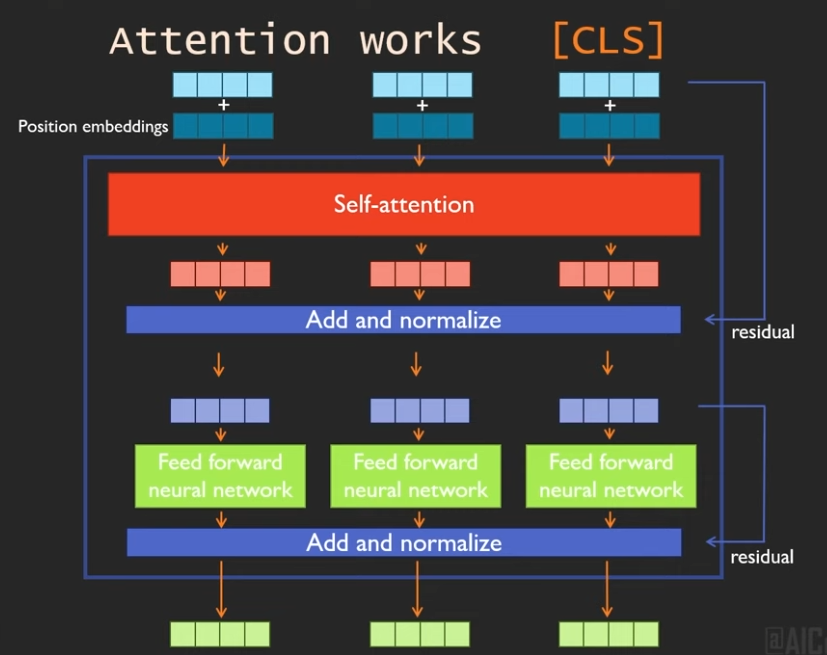 Attention works [CLS]
+ + +
Position embeddings
Self-attention
Add and normalize
residual
Feed forward neural network
Feed forward neural network
Feed forward neural network
Add and normalize
residual
@AIC